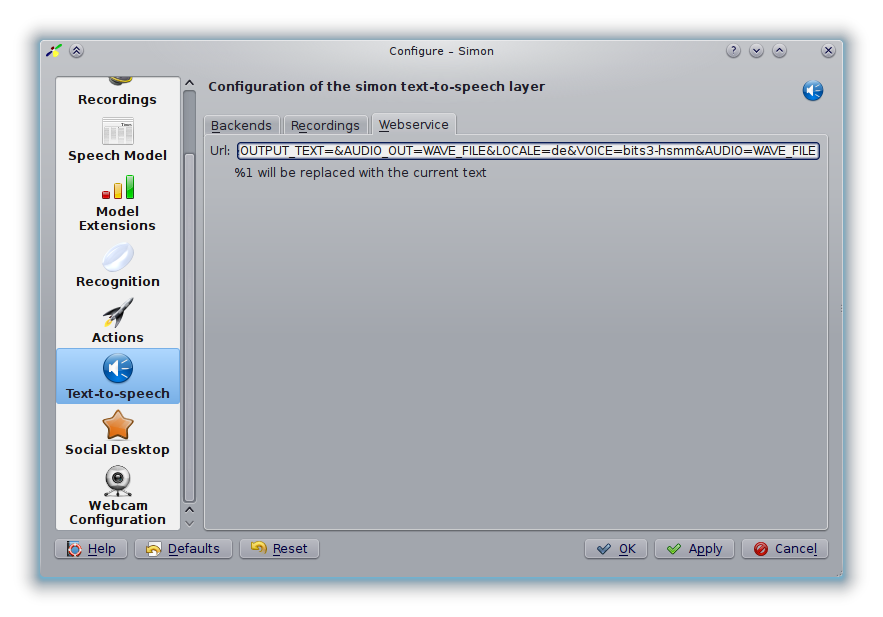 Configure – Simon
Recordings
Speech Model
Model
Extensions
Recognition
Actions
Text-to-speech
Social Desktop
Webcam
Configuration
Configuration of the simon text-to-speech layer
Backends
Recordings
Webservice
Url: OUTPUT_TEXT=&AUDIO_OUT=WAVE_FILE&LOCALE=de&VOICE=bits3-hsmm&AUDIO=WAVE_FILE
%1 will be replaced with the current text
Help
Defaults
Reset
OK
Apply
Cancel